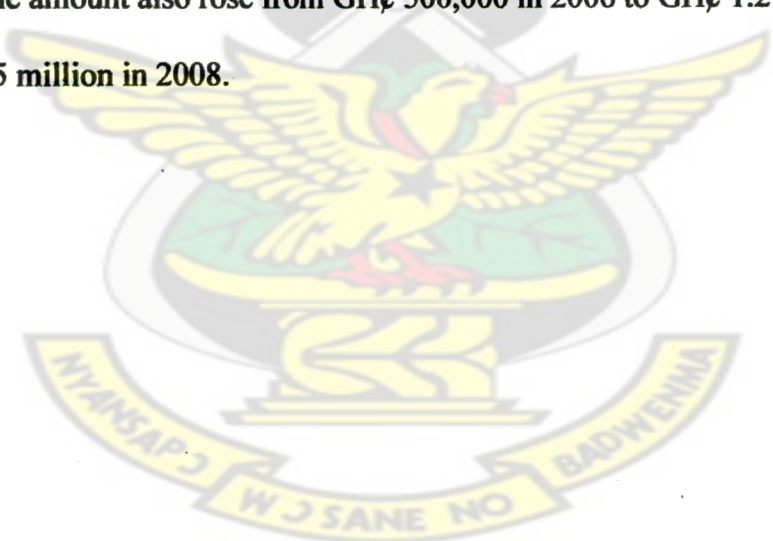 amount also rose from GH₵ 500,000 in 2006 to GH₵ 1.2
5 million in 2008.
NYANSAPƆ WƆSANE NO BADWENMA